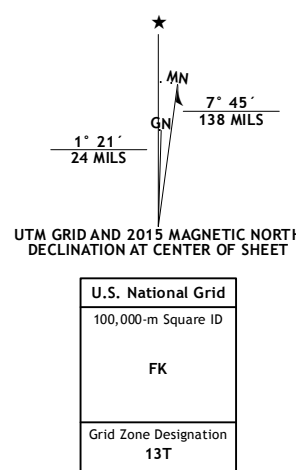 ★
MN
7° 45´
138 MILS
GN
1° 21´
24 MILS
UTM GRID AND 2015 MAGNETIC NORTH
DECLINATION AT CENTER OF SHEET
U.S. National Grid
100,000-m Square ID
FK
Grid Zone Designation
13T